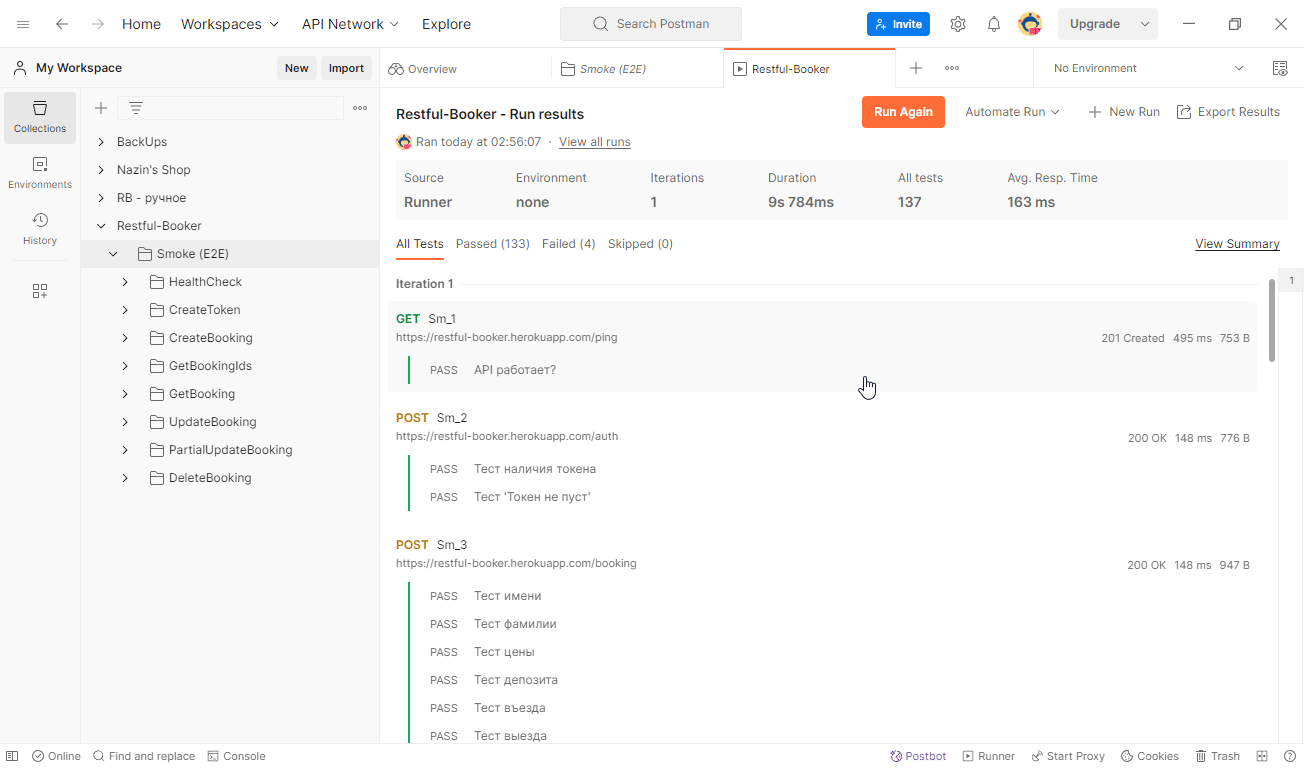 Home Workspaces API Network Explore Search Postman Invite Upgrade
My Workspace New Import Overview Smoke (E2E) Restful-Booker No Environment
Collections
Environments
History
BackUps
Nazin's Shop
RB - ручное
Restful-Booker
Smoke (E2E)
HealthCheck
CreateToken
CreateBooking
GetBookingIds
GetBooking
UpdateBooking
PartialUpdateBooking
DeleteBooking
Restful-Booker - Run results Run Again Automate Run New Run Export Results
Ran today at 02:56:07 · View all runs
Source Environment Iterations Duration All tests Avg. Resp. Time
Runner none 1 9s 784ms 137 163 ms
All Tests Passed (133) Failed (4) Skipped (0) View Summary
Iteration 1 1
GET Sm_1
https://restful-booker.herokuapp.com/ping 201 Created 495 ms 753 B
PASS API работает?
POST Sm_2
https://restful-booker.herokuapp.com/auth 200 OK 148 ms 776 B
PASS Тест наличия токена
PASS Тест 'Токен не пуст'
POST Sm_3
https://restful-booker.herokuapp.com/booking 200 OK 148 ms 947 B
PASS Тест имени
PASS Тест фамилии
PASS Тест цены
PASS Тест депозита
PASS Тест въезда
PASS Тест выезда
Online Find and replace Console Postbot Runner Start Proxy Cookies Trash